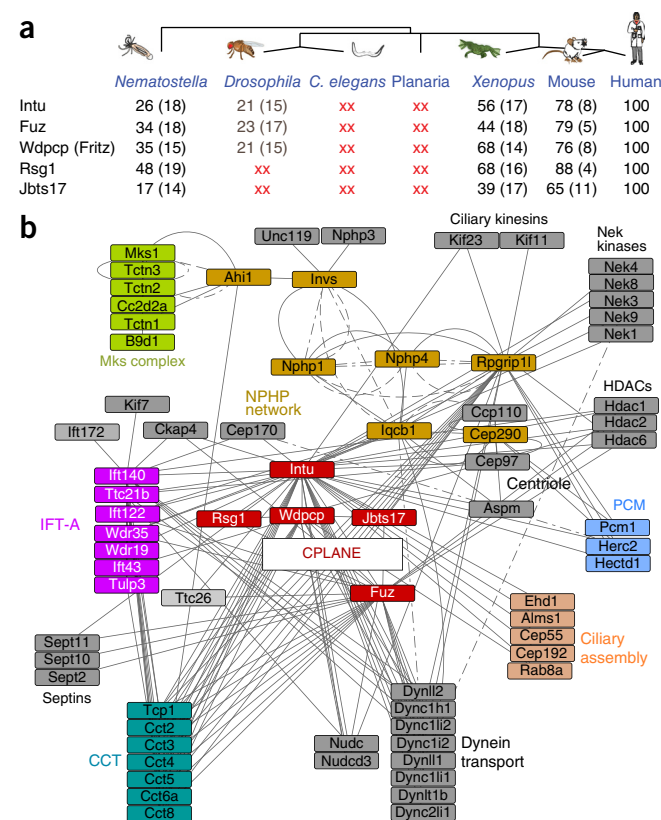 a
Nematostella Drosophila C. elegans Planaria Xenopus Mouse Human
Intu 26 (18) 21 (15) xx xx 56 (17) 78 (8) 100
Fuz 34 (18) 23 (17) xx xx 44 (18) 79 (5) 100
Wdpcp (Fritz) 35 (15) 21 (15) xx xx 68 (14) 76 (8) 100
Rsg1 48 (19) xx xx xx 68 (16) 88 (4) 100
Jbts17 17 (14) xx xx xx 39 (17) 65 (11) 100
b
Ciliary kinesins
Unc119 Nphp3 Kif23 Kif11
Nek
kinases
Mks1
Tctn3
Tctn2
Cc2d2a
Tctn1
B9d1
Mks complex
Ahi1 Invs
Nek4
Nek8
Nek3
Nek9
Nek1
Nphp1 Nphp4 Rpgrip1l
NPHP
network
HDACs
Hdac1
Hdac2
Hdac6
Kif7
Ift172 Ckap4 Cep170 Iqcb1
Ccp110
Cep290
Cep97
Centriole
Aspm
Intu
IFT-A
Ift140
Ttc21b
Ift122
Wdr35
Wdr19
Ift43
Tulp3
Rsg1 Wdpcp Jbts17
CPLANE
Fuz
PCM
Pcm1
Herc2
Hectd1
Ttc26
Ehd1
Alms1
Cep55
Cep192
Rab8a
Ciliary
assembly
Sept11
Sept10
Sept2
Septins
CCT
Tcp1
Cct2
Cct3
Cct4
Cct5
Cct6a
Cct8
Nudc
Nudcd3
Dynll2
Dync1h1
Dync1li2
Dync1i2
Dynll1
Dync1li1
Dynlt1b
Dync2li1
Dynein
transport